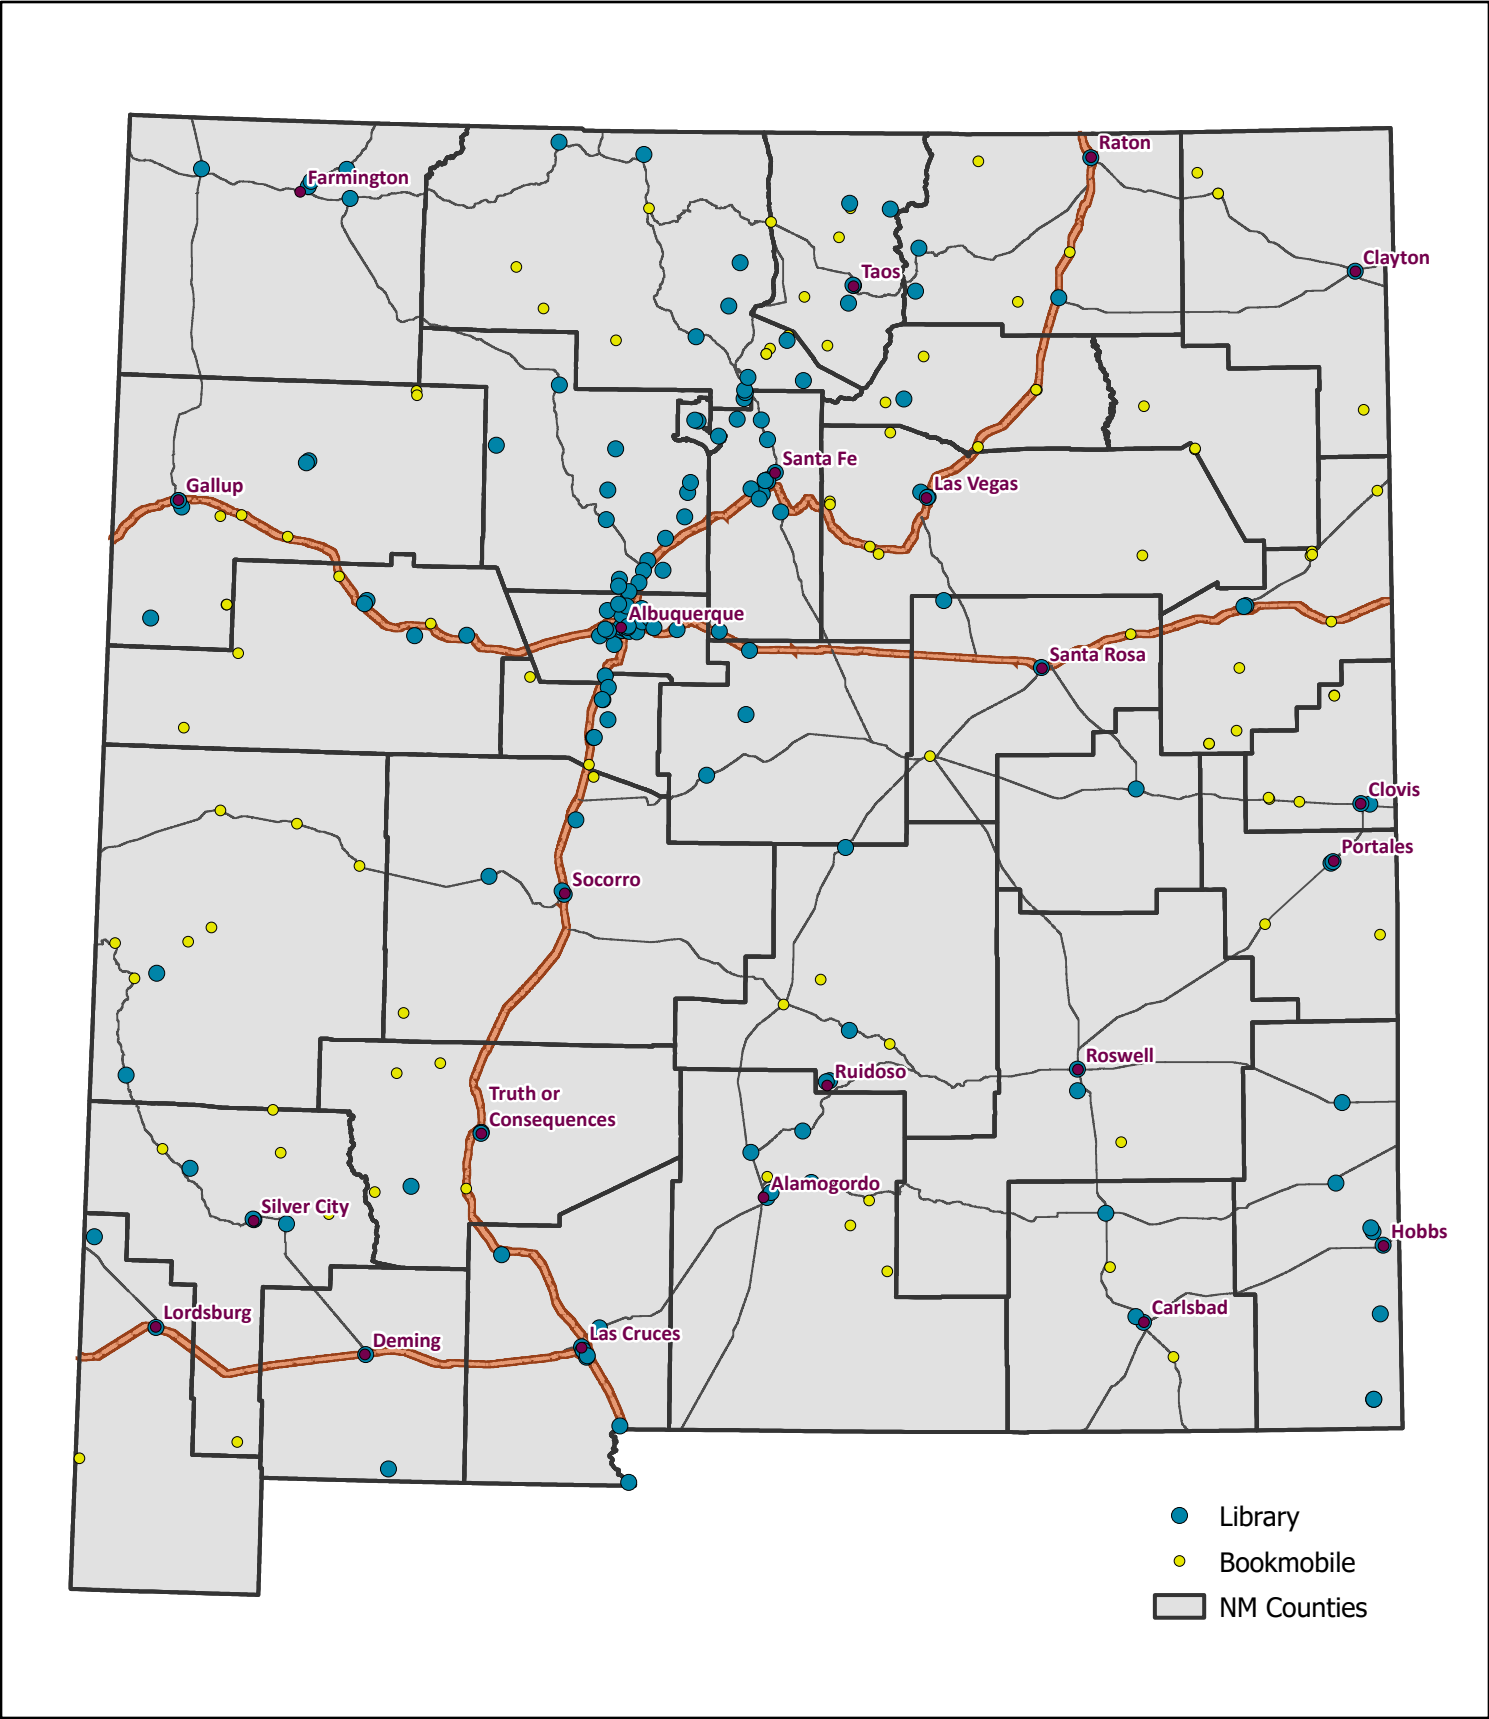 Raton
Farmington
Clayton
Taos
Santa Fe
Gallup
Las Vegas
Albuquerque
Santa Rosa
Clovis
Portales
Socorro
Roswell
Ruidoso
Truth or
Consequences
Alamogordo
Silver City
Hobbs
Carlsbad
Lordsburg
Las Cruces
Deming
Library
Bookmobile
NM Counties